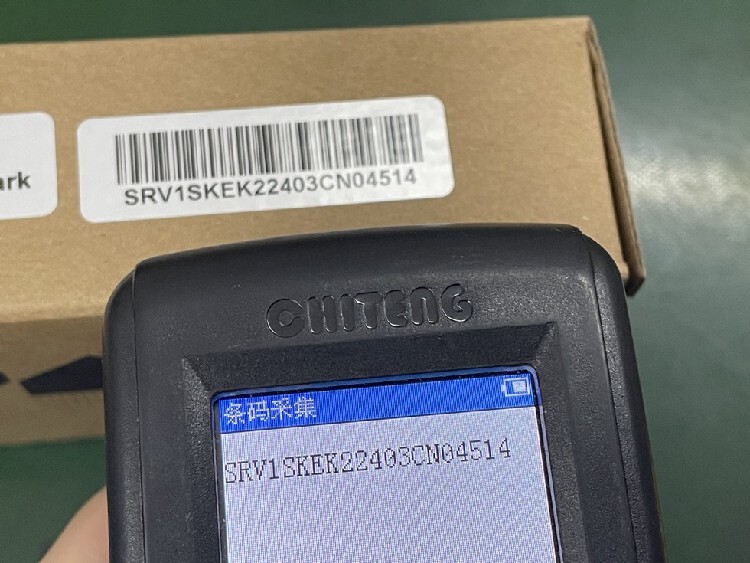 ark
SRV1SKEK22403CN04514
CHITENG
条码采集
SRV1SKEK22403CN04514